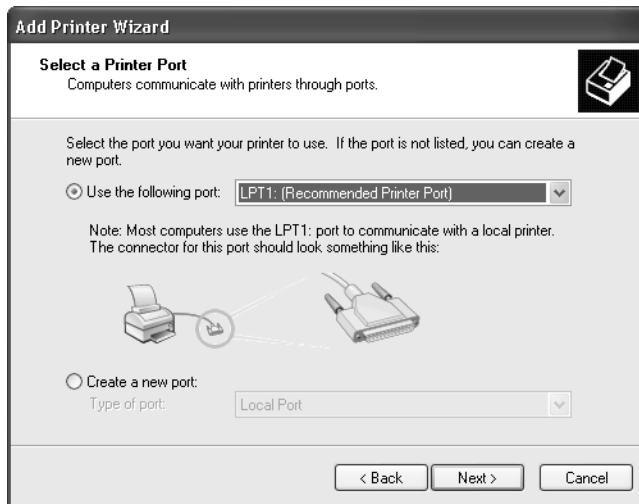 Add Printer Wizard
Select a Printer Port
Computers communicate with printers through ports.
Select the port you want your printer to use. If the port is not listed, you can create a
new port.
Use the following port: LPT1: (Recommended Printer Port)
Note: Most computers use the LPT1: port to communicate with a local printer.
The connector for this port should look something like this:
Create a new port:
Type of port: Local Port
< Back Next > Cancel